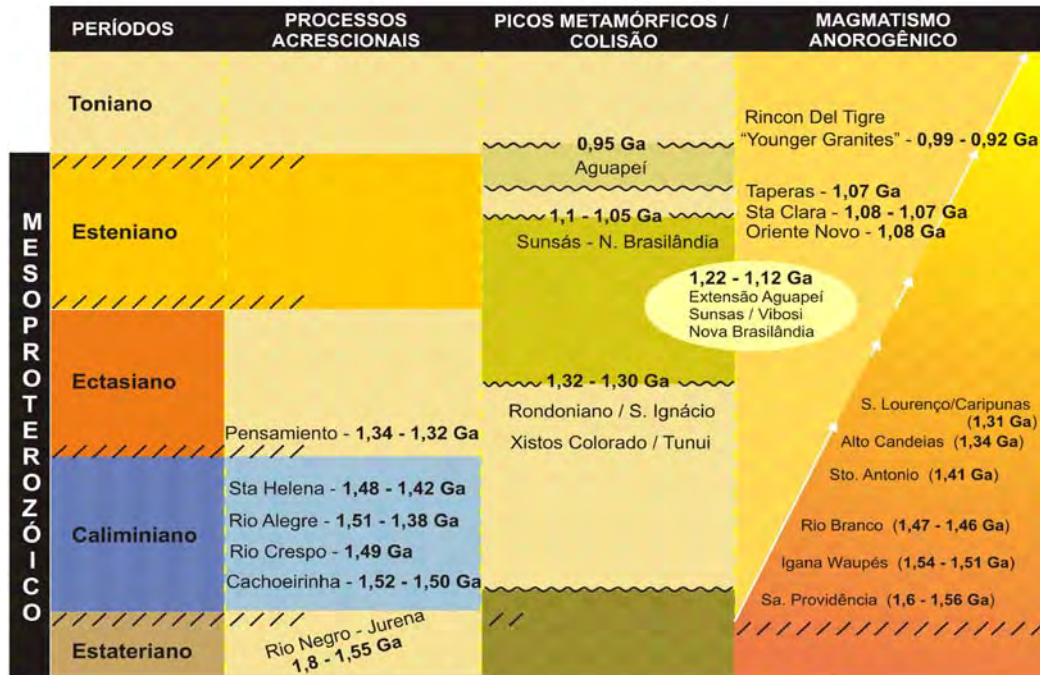 PERÍODOS
PROCESSOS
ACRESCIONAIS
PICOS METAMÓRFICOS /
COLISÃO
MAGMATISMO
ANOROGÊNICO
MESOPROTEROZÓICO
Toniano
Esteniano
Ectasiano
Caliminiano
Estateriano
Pensamiento - 1,34 - 1,32 Ga
Sta Helena - 1,48 - 1,42 Ga
Rio Alegre - 1,51 - 1,38 Ga
Rio Crespo - 1,49 Ga
Cachoeirinha - 1,52 - 1,50 Ga
Rio Negro - Jurena
1,8 - 1,55 Ga
0,95 Ga
Aguapeí
1,1 - 1,05 Ga
Sunsás - N. Brasilândia
1,32 - 1,30 Ga
Rondoniano / S. Ignácio
Xistos Colorado / Tunui
1,22 - 1,12 Ga
Extensão Aguapeí
Sunsas / Vibosi
Nova Brasilândia
Rincon Del Tigre
“Younger Granites” - 0,99 - 0,92 Ga
Taperas - 1,07 Ga
Sta Clara - 1,08 - 1,07 Ga
Oriente Novo - 1,08 Ga
S. Lourenço/Caripunas
(1,31 Ga)
Alto Candeias (1,34 Ga)
Sto. Antonio (1,41 Ga)
Rio Branco (1,47 - 1,46 Ga)
Igana Waupés (1,54 - 1,51 Ga)
Sa. Providência (1,6 - 1,56 Ga)